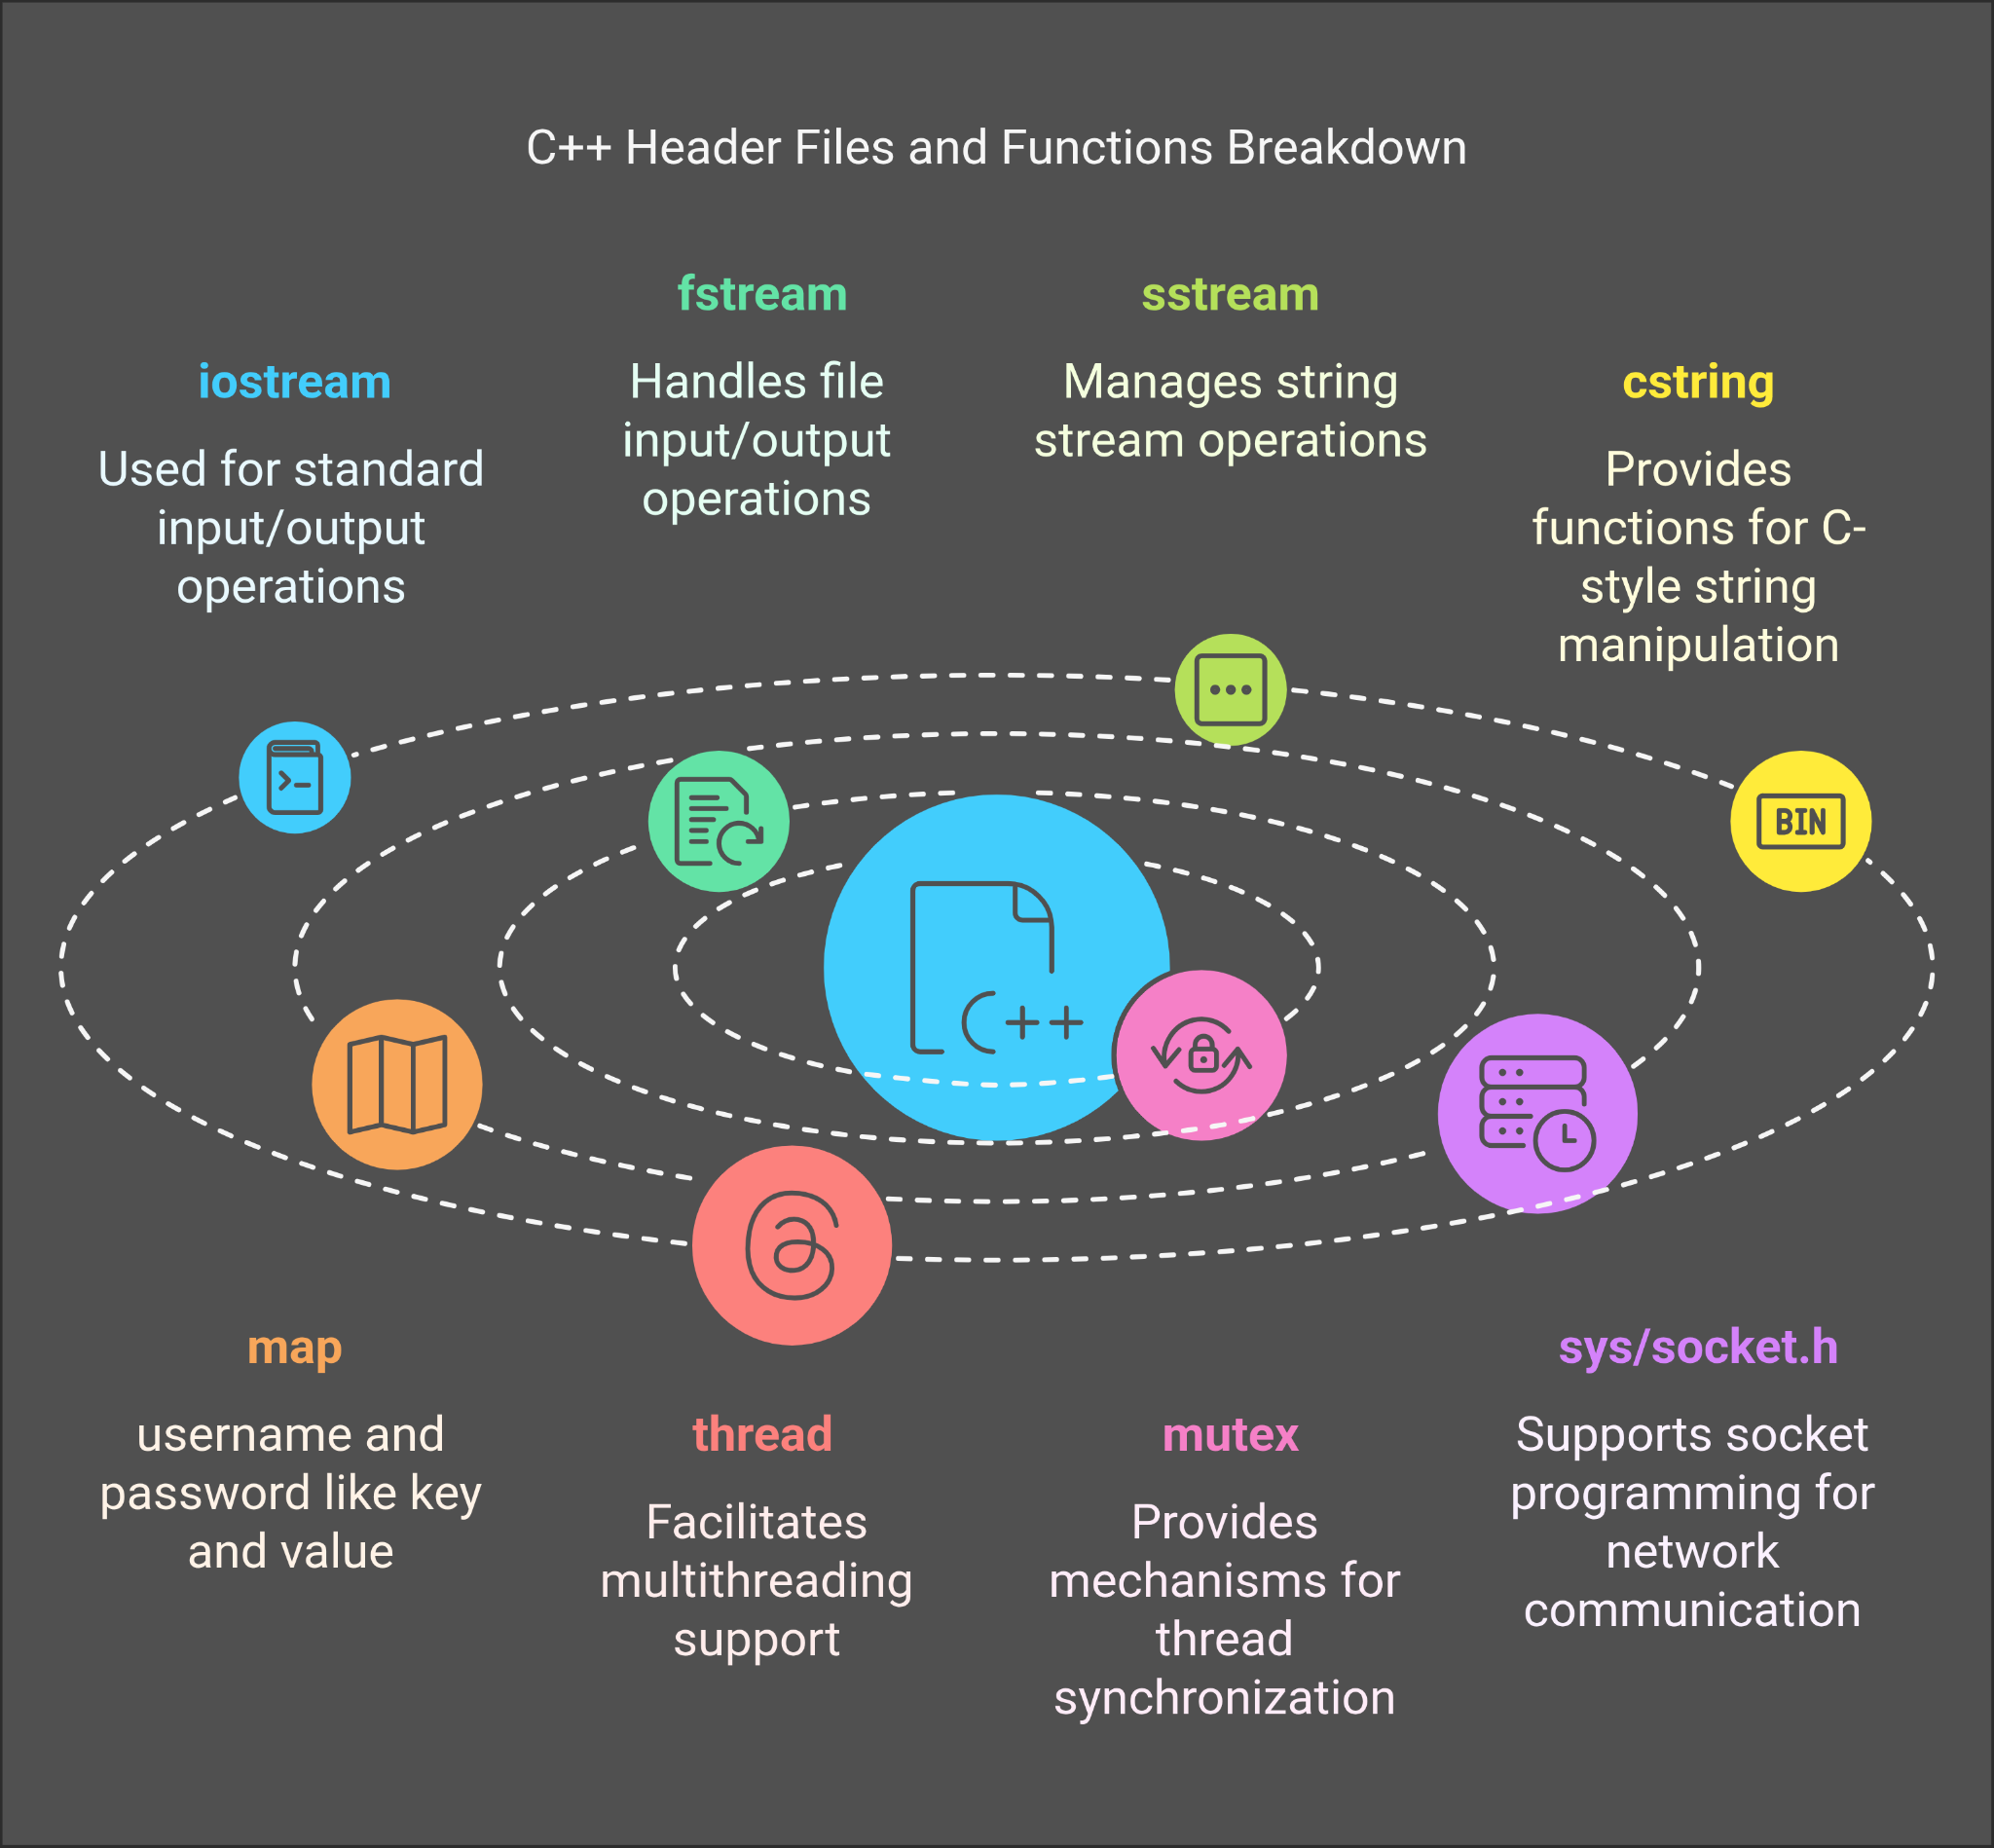 C++ Header Files and Functions Breakdown
iostream
Used for standard
input/output
operations
fstream
Handles file
input/output
operations
sstream
Manages string
stream operations
cstring
Provides
functions for C-
style string
manipulation
BIN
C++
map
username and
password like key
and value
thread
Facilitates
multithreading
support
mutex
Provides
mechanisms for
thread
synchronization
sys/socket.h
Supports socket
programming for
network
communication